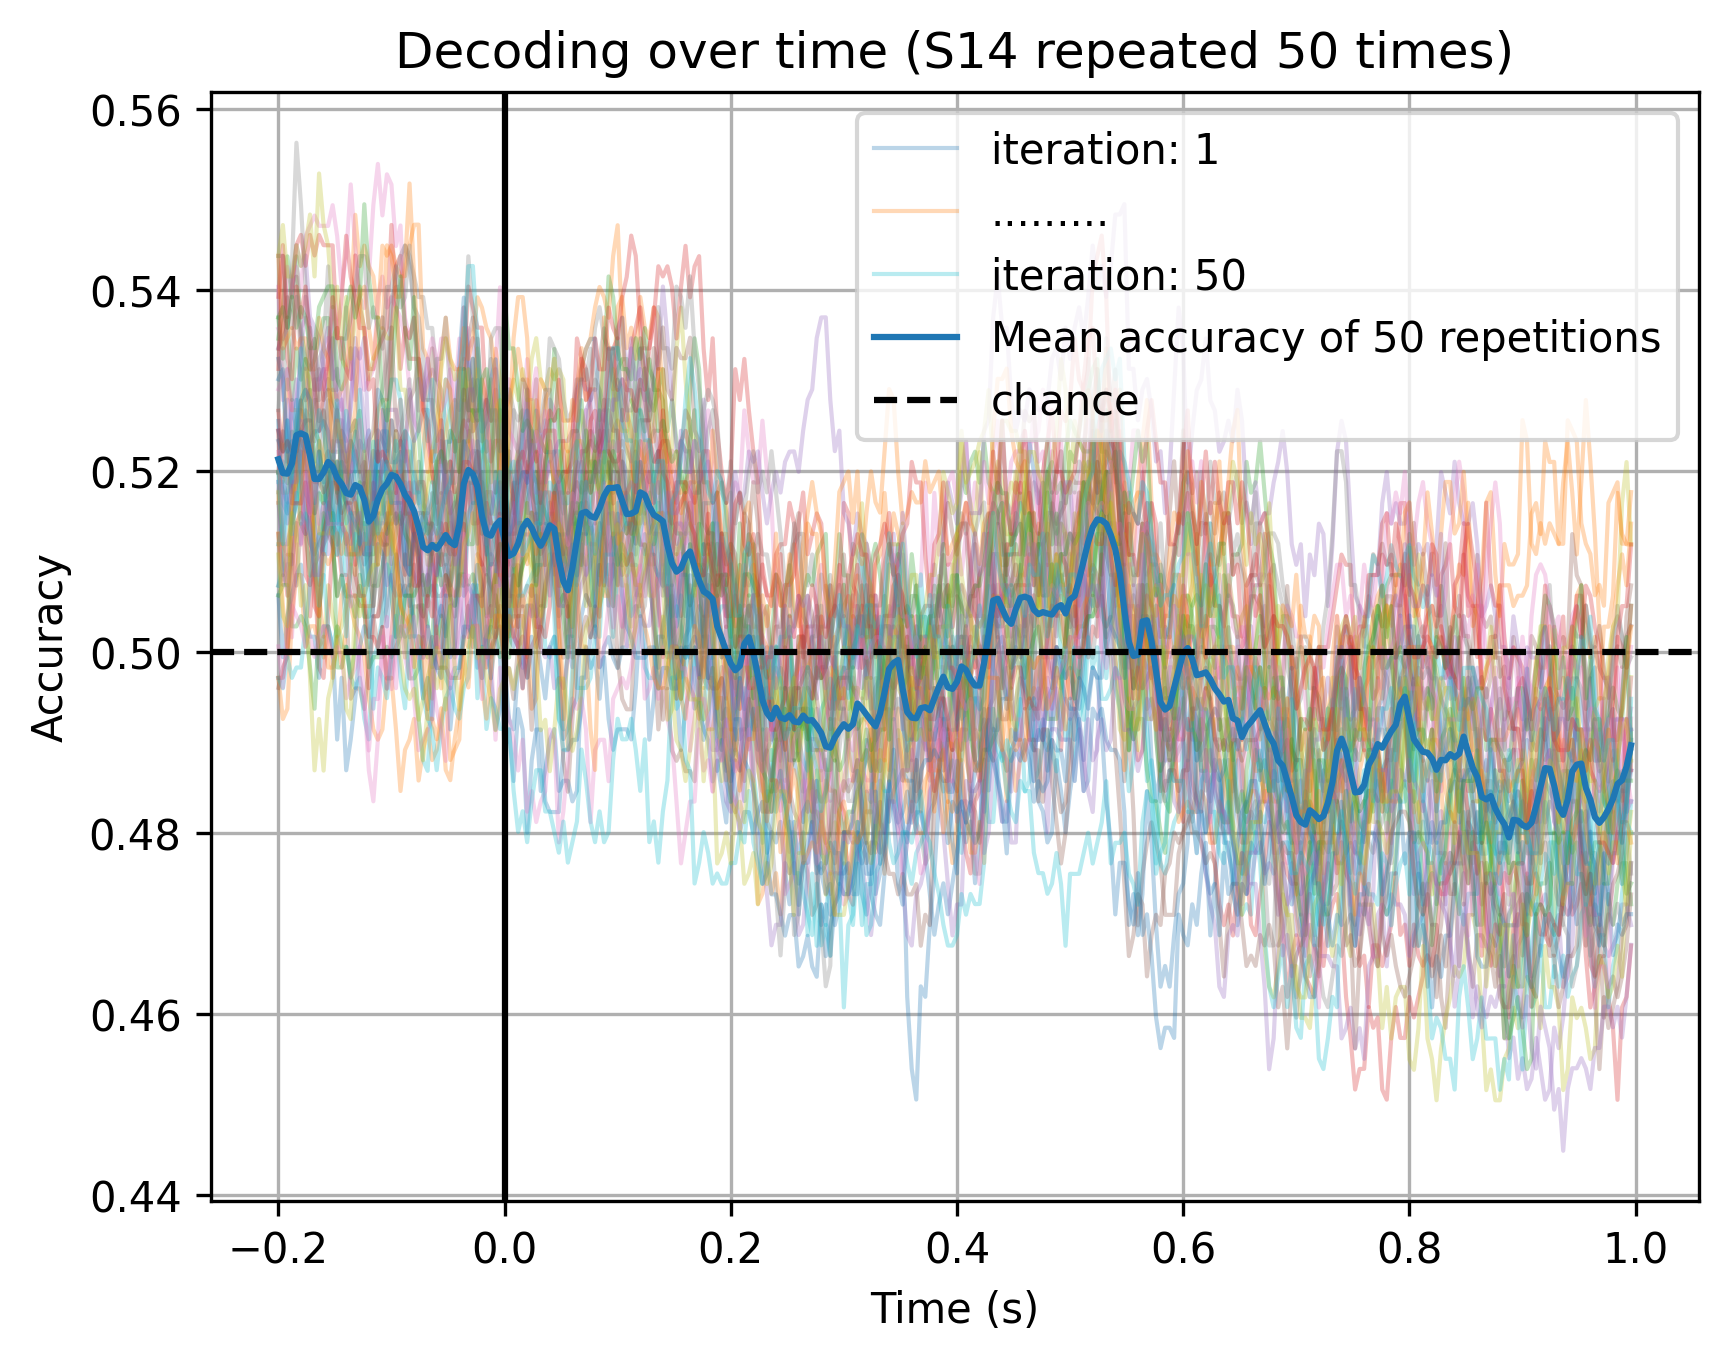 Decoding over time (S14 repeated 50 times)
0.56
0.54
0.52
0.50
0.48
0.46
0.44
Accuracy
iteration: 1
.........
iteration: 50
Mean accuracy of 50 repetitions
chance
−0.2 0.0 0.2 0.4 0.6 0.8 1.0
Time (s)